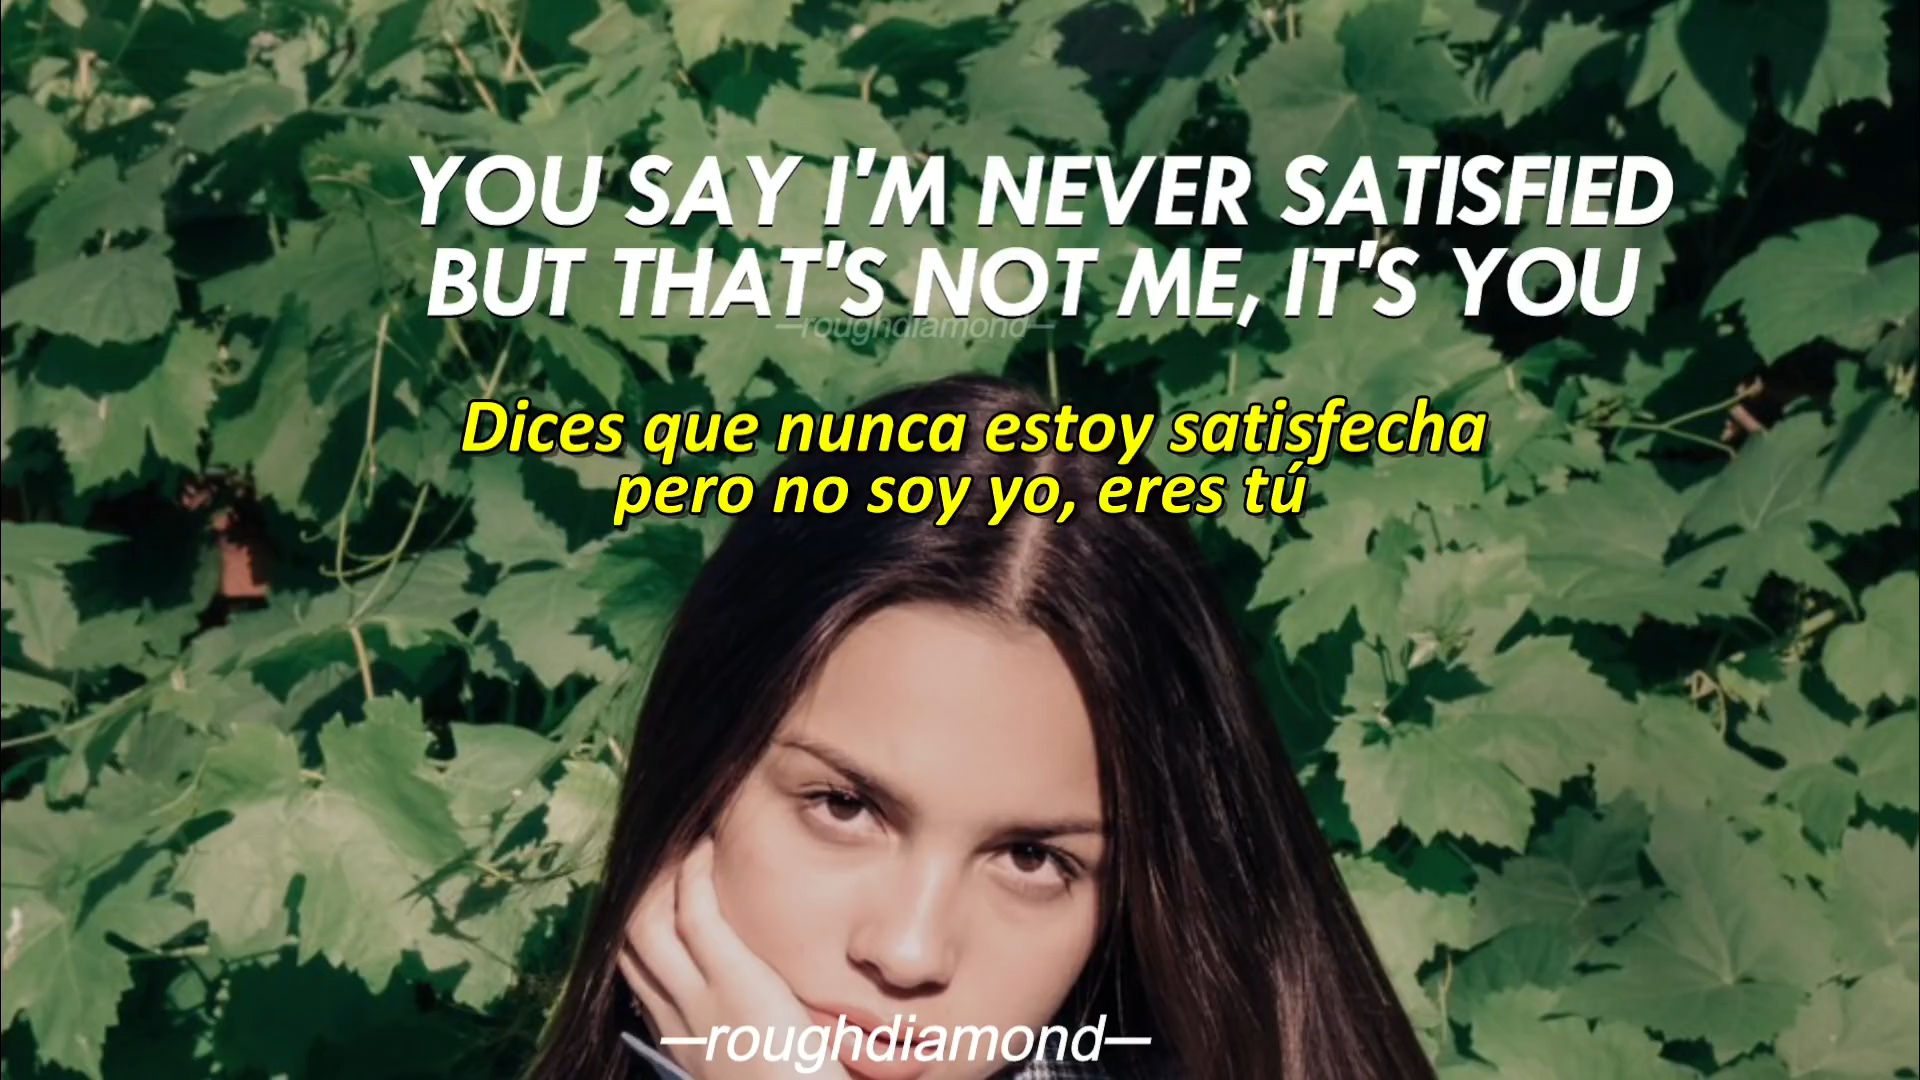 YOU SAY I'M NEVER SATISFIED
BUT THAT'S NOT ME, IT'S YOU
—roughdiamond—
Dices que nunca estoy satisfecha
pero no soy yo, eres tú
—roughdiamond—